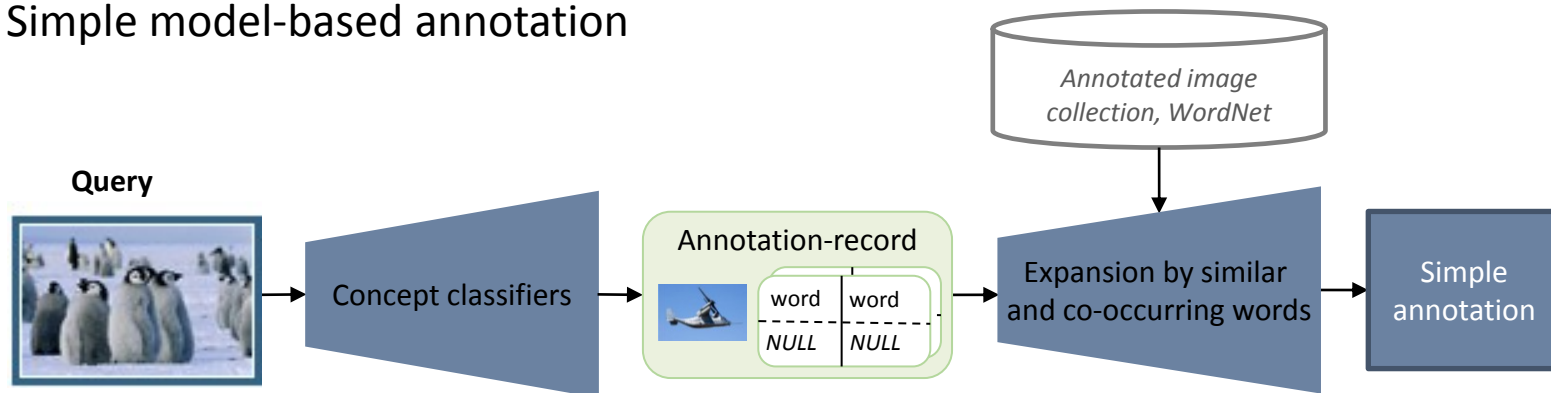 Simple model-based annotation
Annotated image
collection, WordNet
Query
Concept classifiers
Annotation-record
word word
NULL NULL
Expansion by similar
and co-occurring words
Simple
annotation